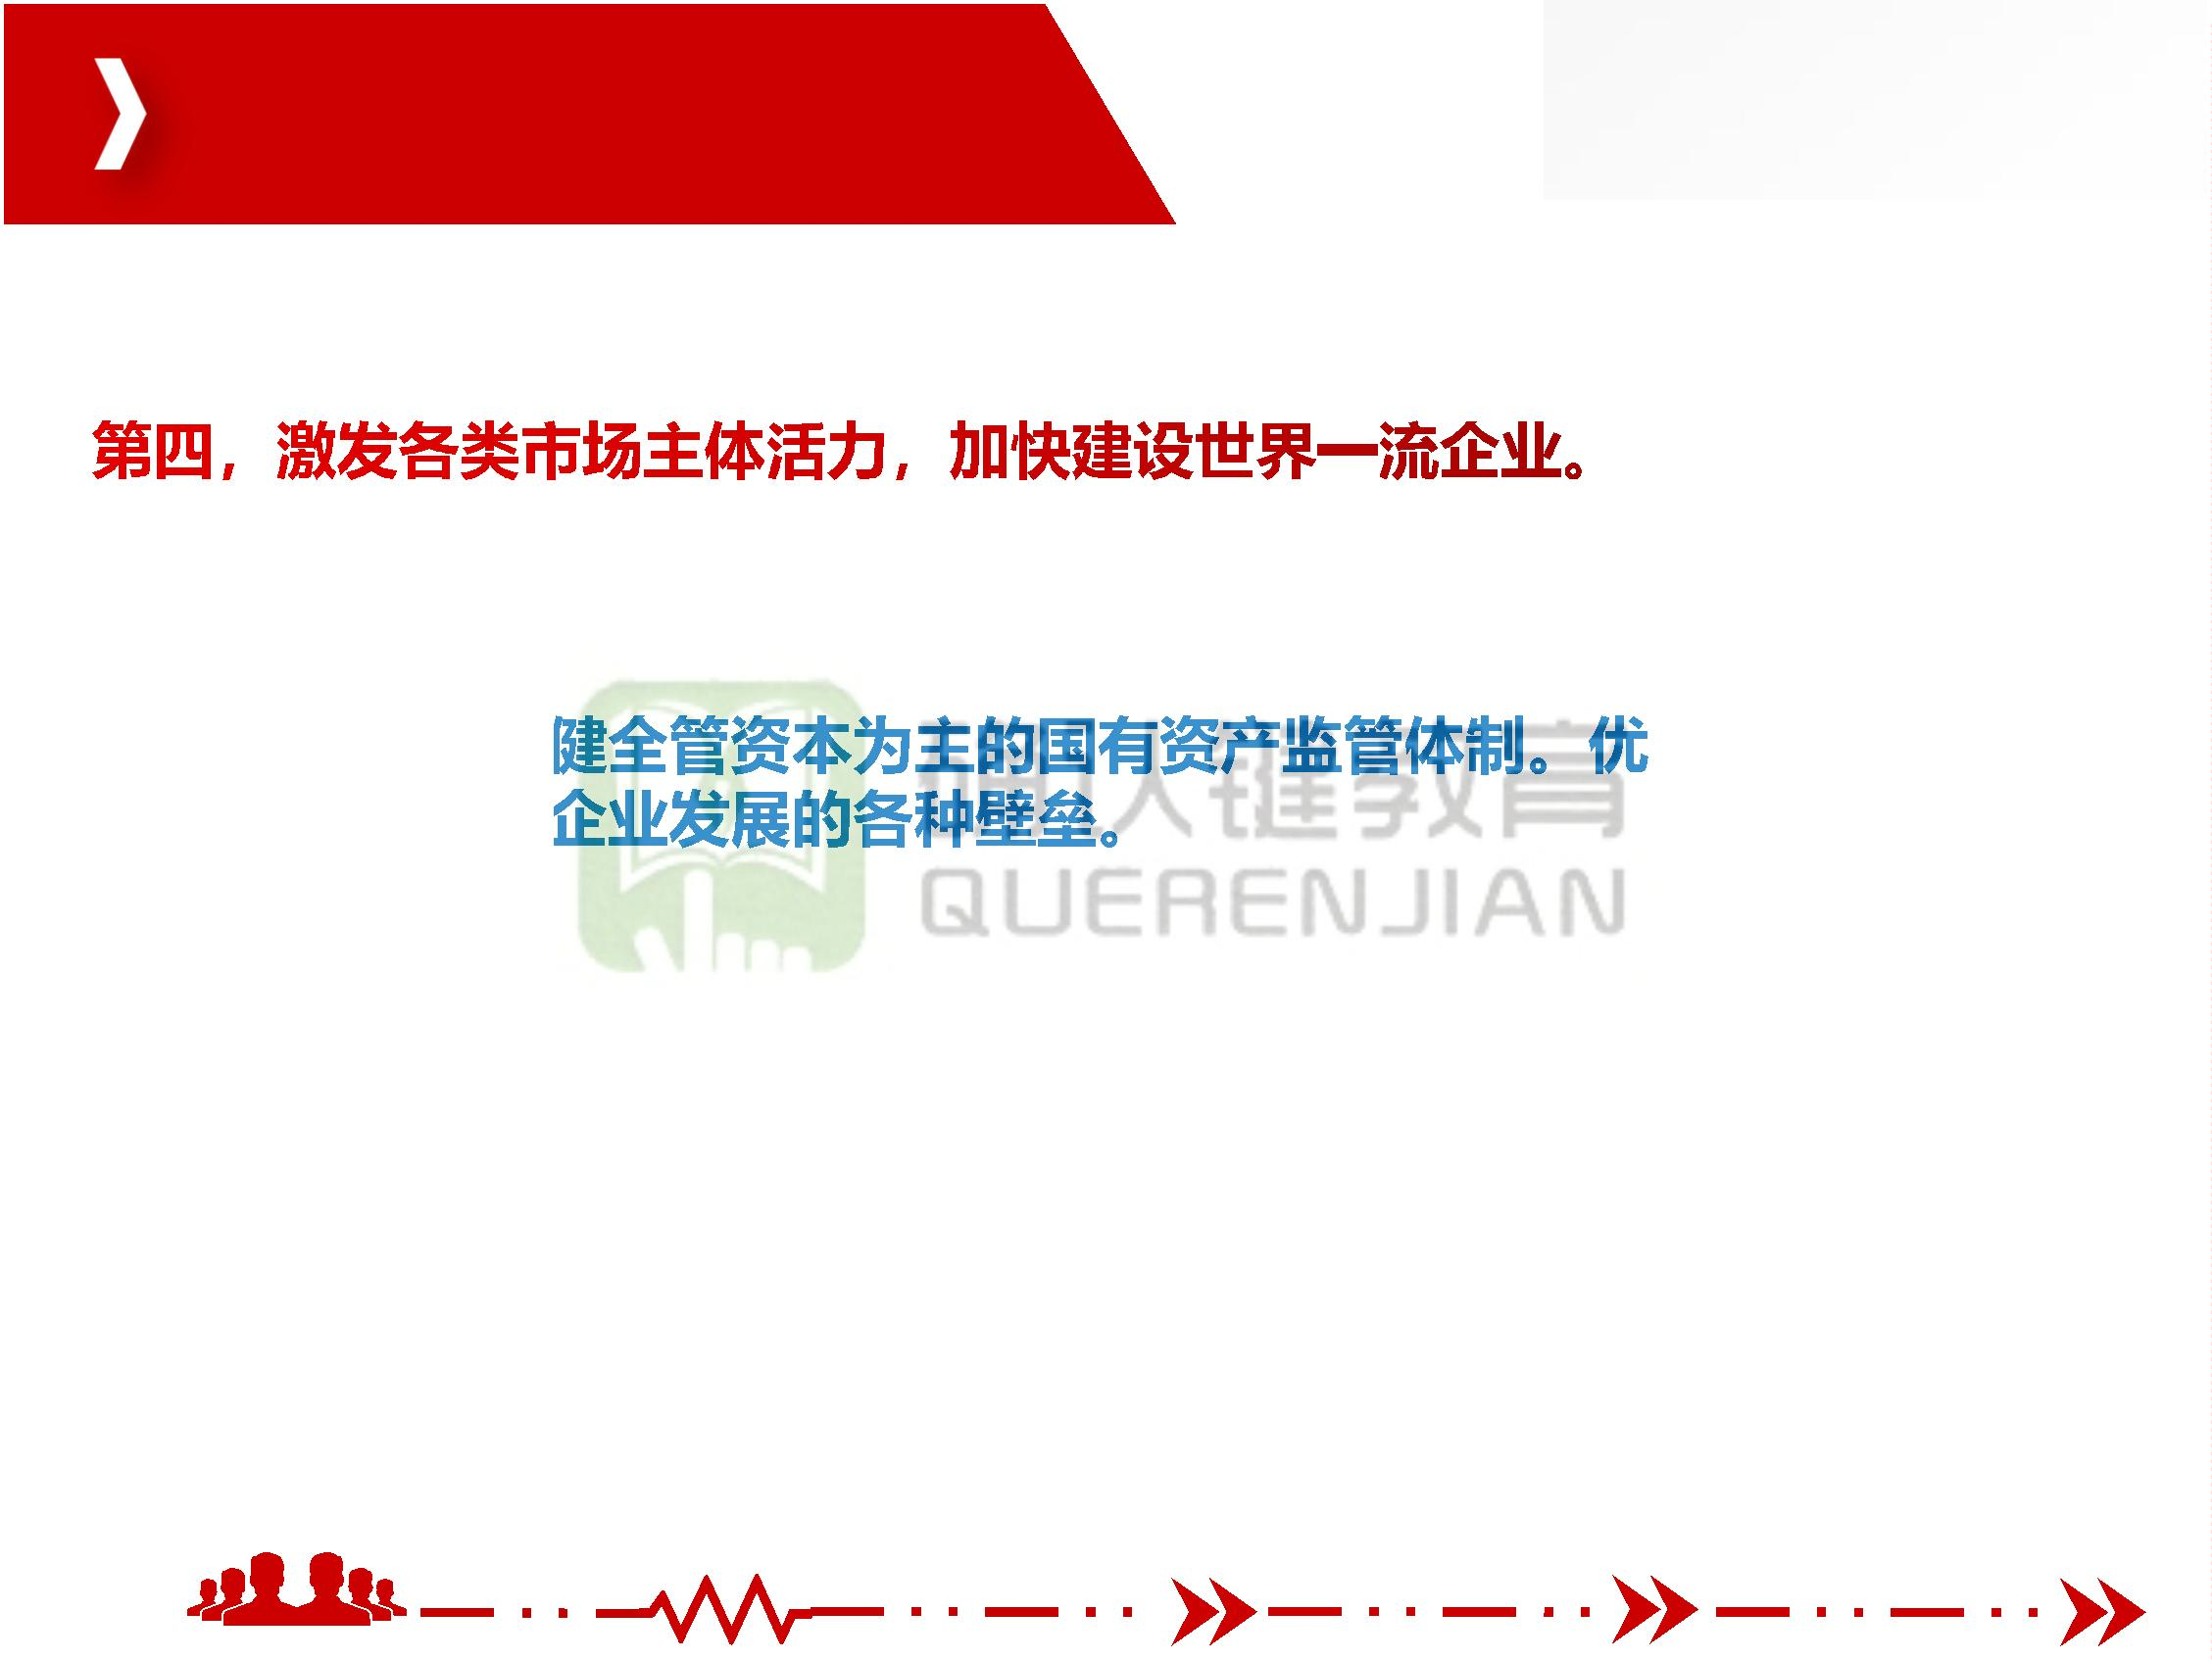 第四，激发各类市场主体活力，加快建设世界一流企业。
健全管资本为主的国有资产监管体制。优
企业发展的各种壁垒。
教育
QUERENJIAN